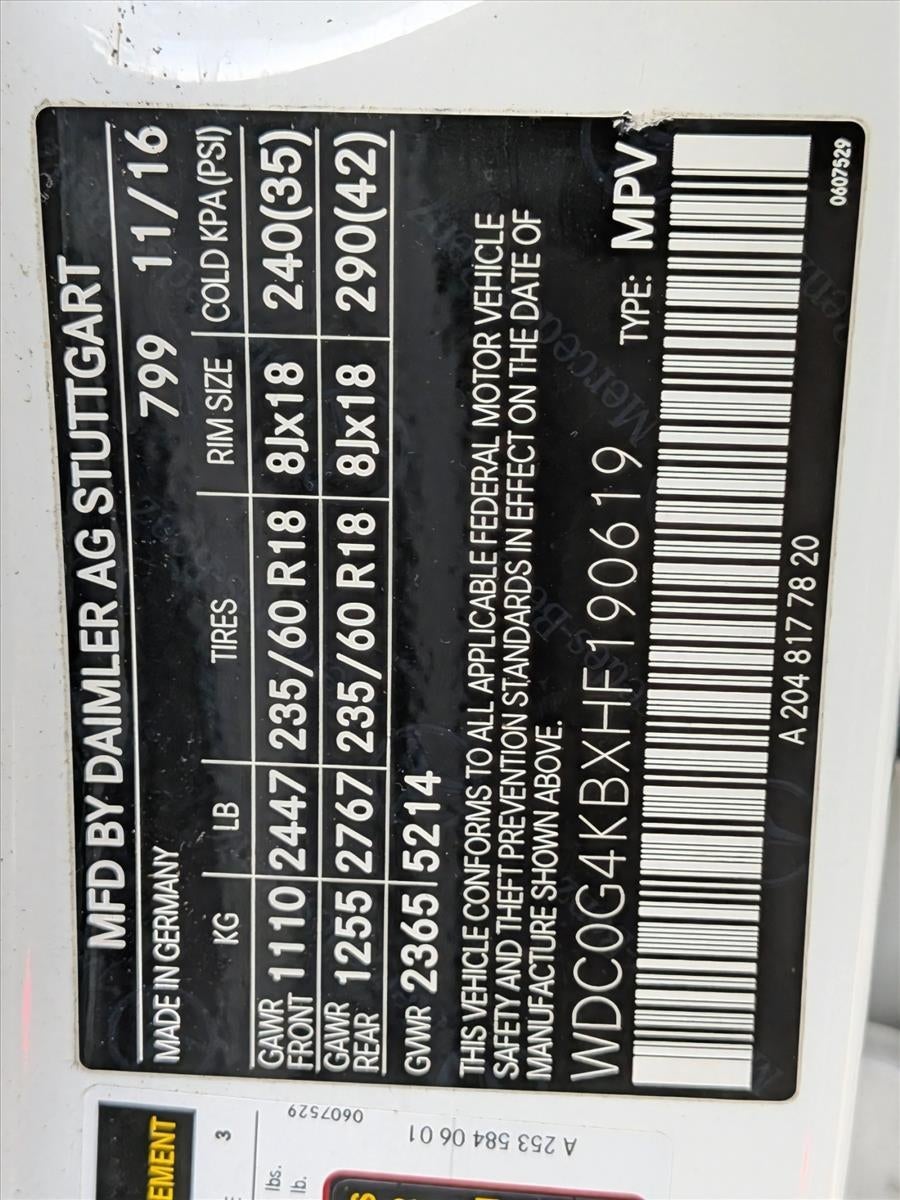 MFD BY DAIMLER AG STUTTGART
MADE IN GERMANY 799 11/16
KG LB TIRES RIM SIZE COLD KPA(PSI)
GAWR FRONT 1110 2447 235/60 R18 8Jx18 240(35)
GAWR REAR 1255 2767 235/60 R18 8Jx18 290(42)
GVWR 2365 5214
THIS VEHICLE CONFORMS TO ALL APPLICABLE FEDERAL MOTOR VEHICLE
SAFETY AND THEFT PREVENTION STANDARDS IN EFFECT ON THE DATE OF
MANUFACTURE SHOWN ABOVE.
WDC0G4KBXHF190619 TYPE: MPV
A 204 817 78 20
0607529
EMENT
3
lbs.
lb.
0607529
A 253 584 06 01